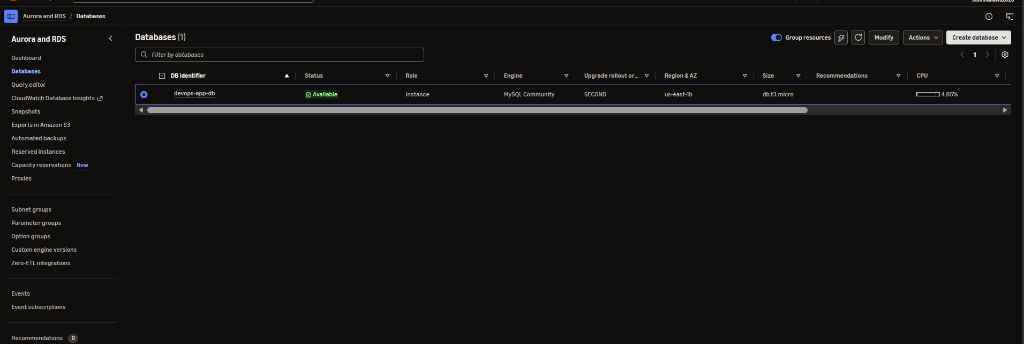 Aurora and RDS / Databases
Aurora and RDS
Dashboard
Databases
Query editor
CloudWatch Database Insights
Snapshots
Exports in Amazon S3
Automated backups
Reserved instances
Capacity reservations New
Proxies
Subnet groups
Parameter groups
Option groups
Custom engine versions
Zero-ETL integrations
Events
Event subscriptions
Recommendations 0
Databases (1)
Group resources
Modify
Actions
Create database
Filter by databases
1
DB identifier Status Role Engine Upgrade rollout or... Region & AZ Size Recommendations CPU
devops-app-db Available Instance MySQL Community SECOND us-east-1b db.t3.micro 4.86%